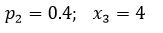 p₂ = 0.4;  x₃ = 4